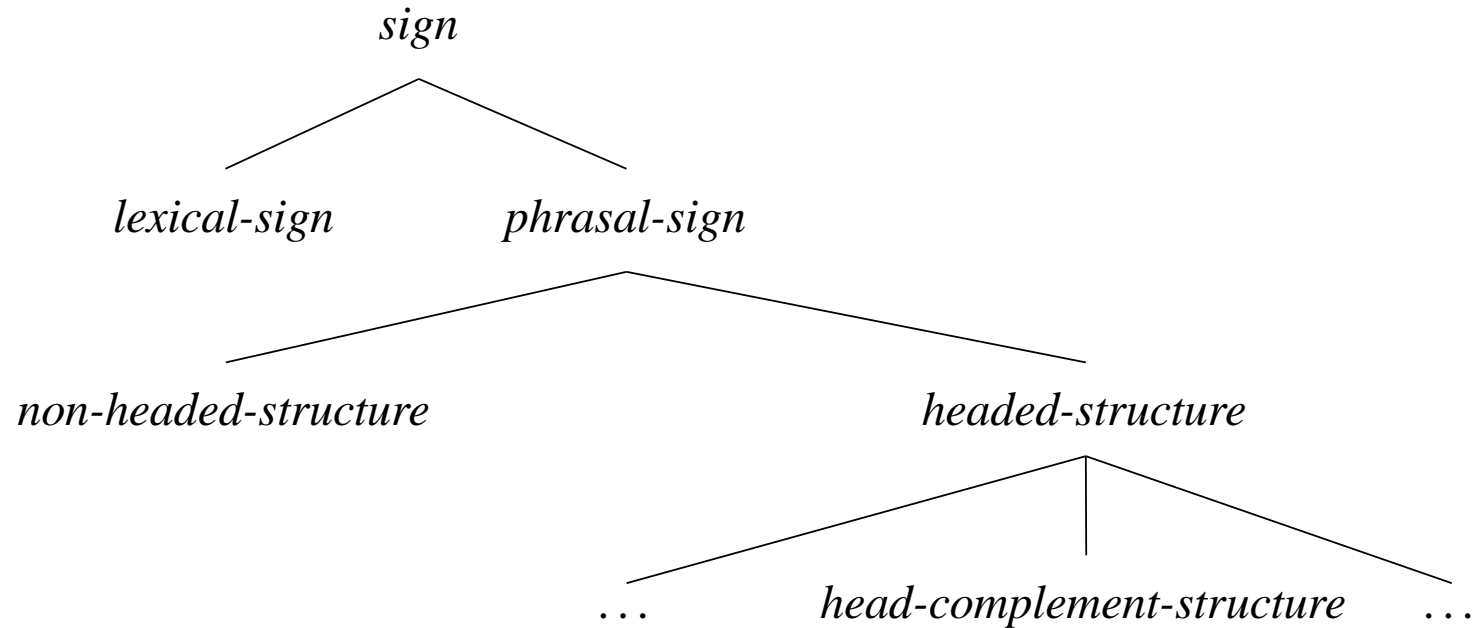 sign
lexical-sign phrasal-sign
non-headed-structure headed-structure
... head-complement-structure ...